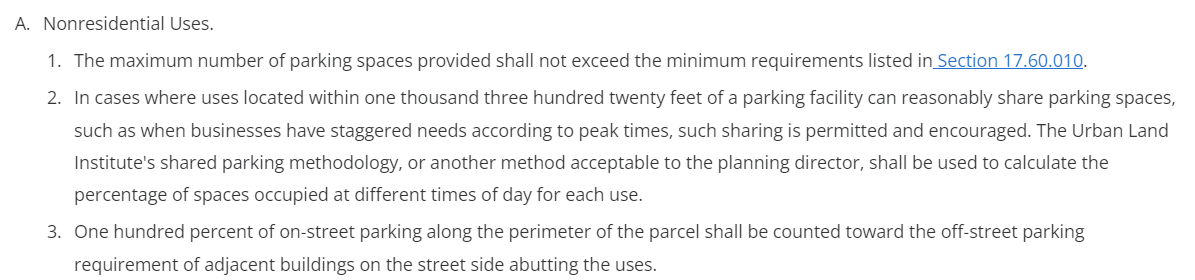 A. Nonresidential Uses.
1. The maximum number of parking spaces provided shall not exceed the minimum requirements listed in Section 17.60.010.
2. In cases where uses located within one thousand three hundred twenty feet of a parking facility can reasonably share parking spaces,
such as when businesses have staggered needs according to peak times, such sharing is permitted and encouraged. The Urban Land
Institute's shared parking methodology, or another method acceptable to the planning director, shall be used to calculate the
percentage of spaces occupied at different times of day for each use.
3. One hundred percent of on-street parking along the perimeter of the parcel shall be counted toward the off-street parking
requirement of adjacent buildings on the street side abutting the uses.